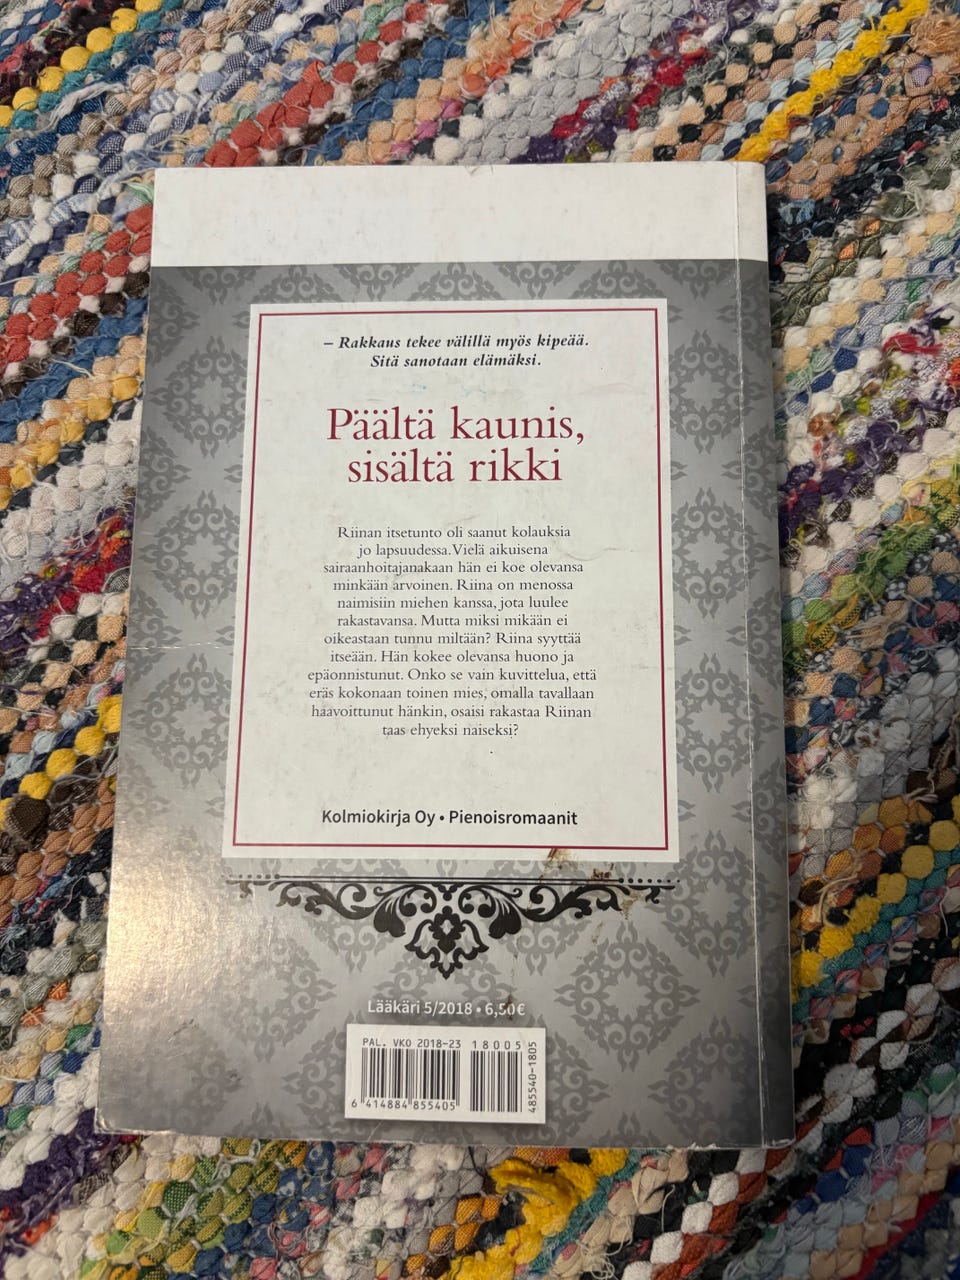 – Rakkaus tekee välillä myös kipeää.
Sitä sanotaan elämäksi.
Päältä kaunis,
sisältä rikki
Riinan itsetunto oli saanut kolauksia
jo lapsuudessa. Vielä aikuisena
sairaanhoitajanakaan hän ei koe olevansa
minkään arvoinen. Riina on menossa
naimisiin miehen kanssa, jota luulee
rakastavansa. Mutta miksi mikään ei
oikeastaan tunnu miltään? Riina syyttää
itseään. Hän kokee olevansa huono ja
epäonnistunut. Onko se vain kuvittelua, että
eräs kokonaan toinen mies, omalla tavallaan
haavoittunut hänkin, osaisi rakastaa Riinan
taas ehyeksi naiseksi?
Kolmiokirja Oy • Pienoisromaanit
Lääkäri 5/2018 • 6,50€
PAL. VKO 2018-23 18005
6 414884 855405
485540-1805